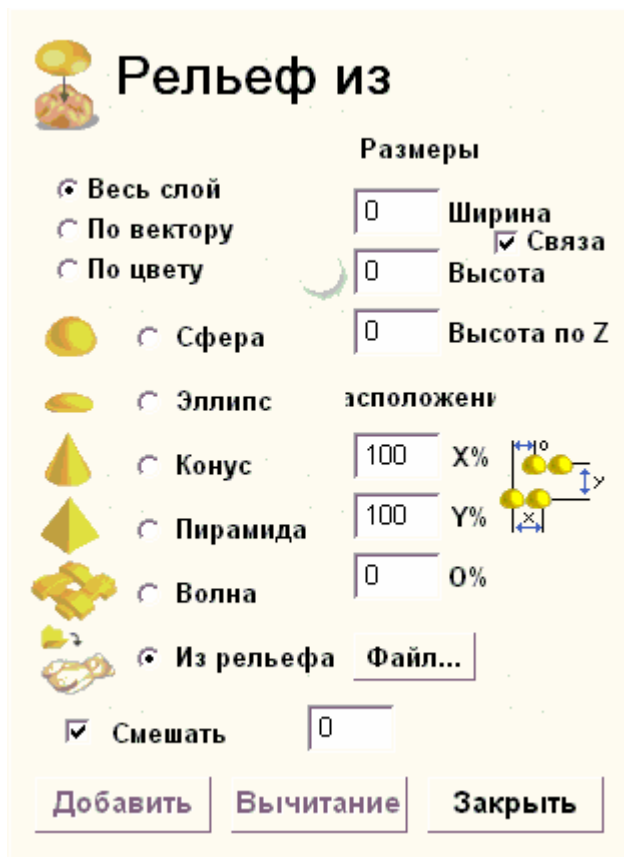 Рельеф из
Размеры
Весь слой
По вектору
По цвету
0 Ширина
Связа
0 Высота
0 Высота по Z
Сфера
Эллипс
Конус
Пирамида
Волна
Из рельефа Файл...
асположени
100 X%
100 Y%
0 O%
o
y
x
Смешать 0
Добавить Вычитание Закрыть